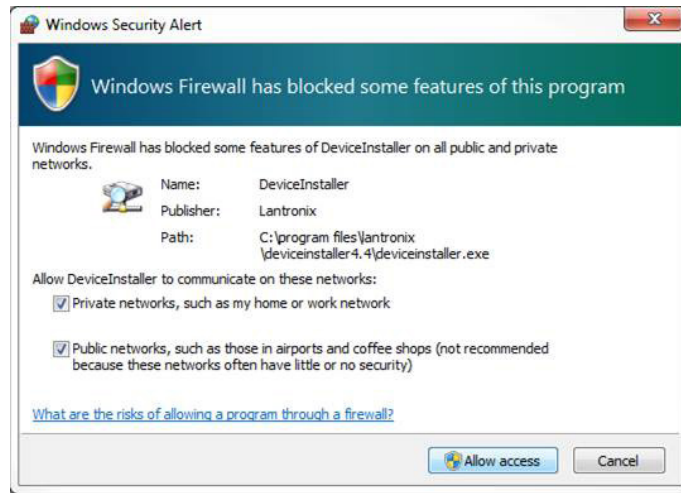 Windows Security Alert
Windows Firewall has blocked some features of this program
Windows Firewall has blocked some features of DeviceInstaller on all public and private
networks.
Name: DeviceInstaller
Publisher: Lantronix
Path: C:\program files\lantronix
\deviceinstaller4.4\deviceinstaller.exe
Allow DeviceInstaller to communicate on these networks:
Private networks, such as my home or work network
Public networks, such as those in airports and coffee shops (not recommended
because these networks often have little or no security)
What are the risks of allowing a program through a firewall?
Allow access Cancel